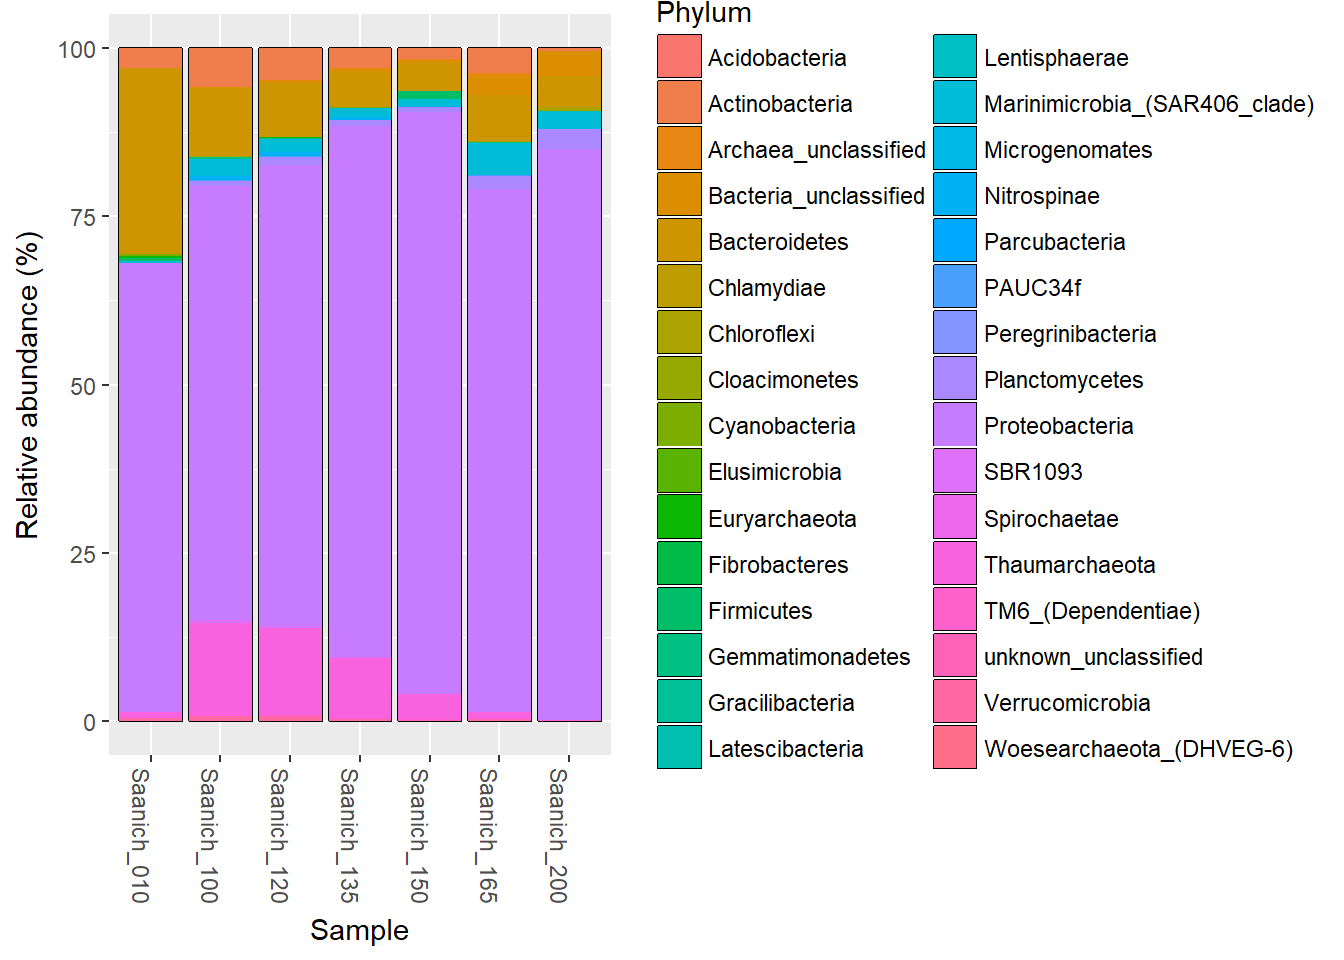 Phylum
Acidobacteria
Actinobacteria
Archaea_unclassified
Bacteria_unclassified
Bacteroidetes
Chlamydiae
Chloroflexi
Cloacimonetes
Cyanobacteria
Elusimicrobia
Euryarchaeota
Fibrobacteres
Firmicutes
Gemmatimonadetes
Gracilibacteria
Latescibacteria
Lentisphaerae
Marinimicrobia_(SAR406_clade)
Microgenomates
Nitrospinae
Parcubacteria
PAUC34f
Peregrinibacteria
Planctomycetes
Proteobacteria
SBR1093
Spirochaetae
Thaumarchaeota
TM6_(Dependentiae)
unknown_unclassified
Verrucomicrobia
Woesearchaeota_(DHVEG-6)
Relative abundance (%)
100
75
50
25
0
Saanich_010
Saanich_100
Saanich_120
Saanich_135
Saanich_150
Saanich_165
Saanich_200
Sample